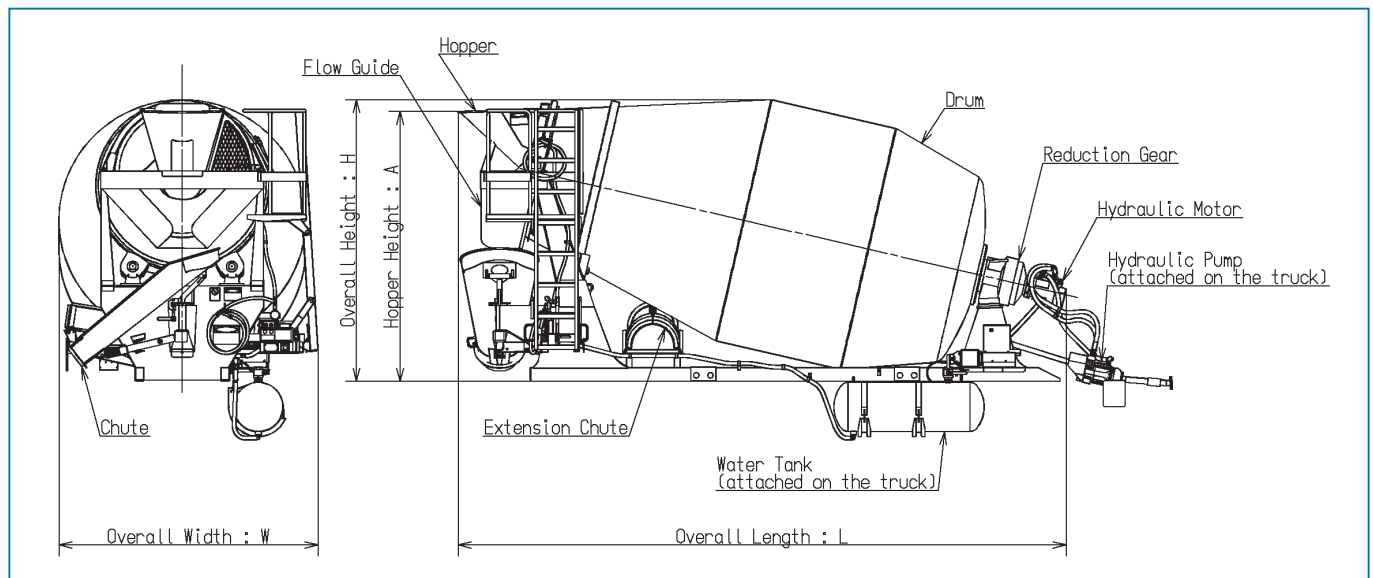 Hopper
Flow Guide
Drum
Reduction Gear
Hydraulic Motor
Hydraulic Pump
(attached on the truck)
Overall Height : H
Hopper Height : A
Chute
Extension Chute
Water Tank
(attached on the truck)
Overall Width : W
Overall Length : L